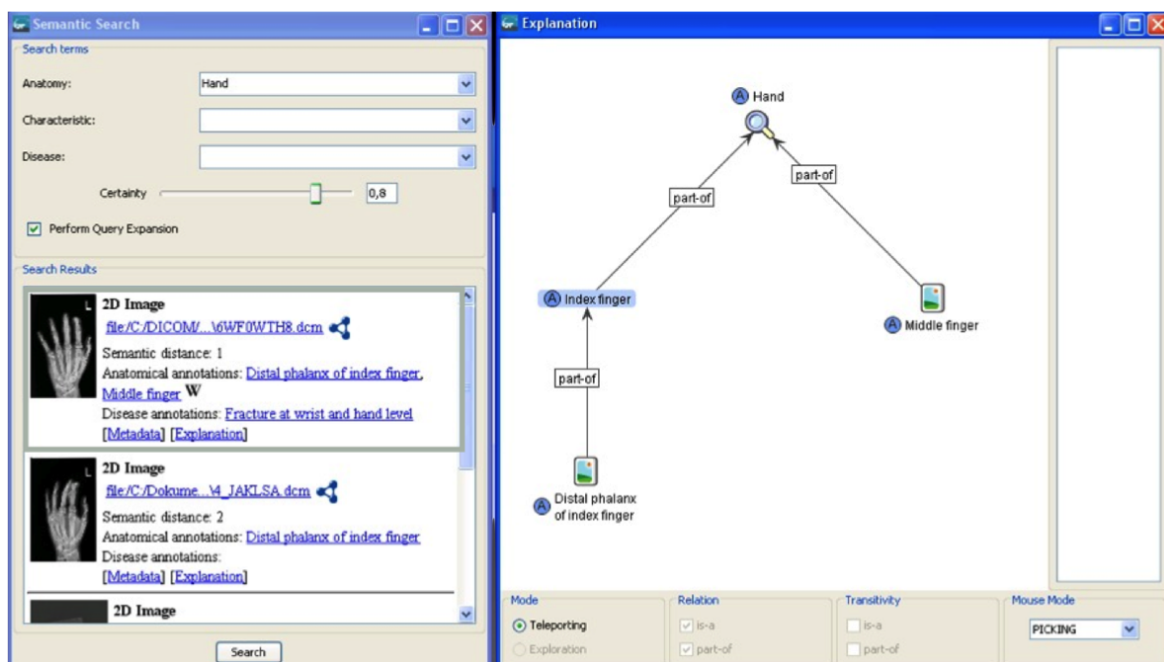 Semantic Search
Search terms
Anatomy:
Hand
Characteristic:
Disease:
Certainty
0,8
Perform Query Expansion
Search Results
L
2D Image
file:/C:/DICOM/...\6WF0WTH8.dcm
Semantic distance: 1
Anatomical annotations: Distal phalanx of index finger,
Middle finger W
Disease annotations: Fracture at wrist and hand level
[Metadata] [Explanation]
L
2D Image
file:/C:/Dokume...\4_JAKLSA.dcm
Semantic distance: 2
Anatomical annotations: Distal phalanx of index finger
Disease annotations:
[Metadata] [Explanation]
2D Image
Search
Explanation
A Hand
part-of
part-of
A Index finger
A Middle finger
part-of
A Distal phalanx
of index finger
Mode
Teleporting
Exploration
Relation
is-a
part-of
Transitivity
is-a
part-of
Mouse Mode
PICKING